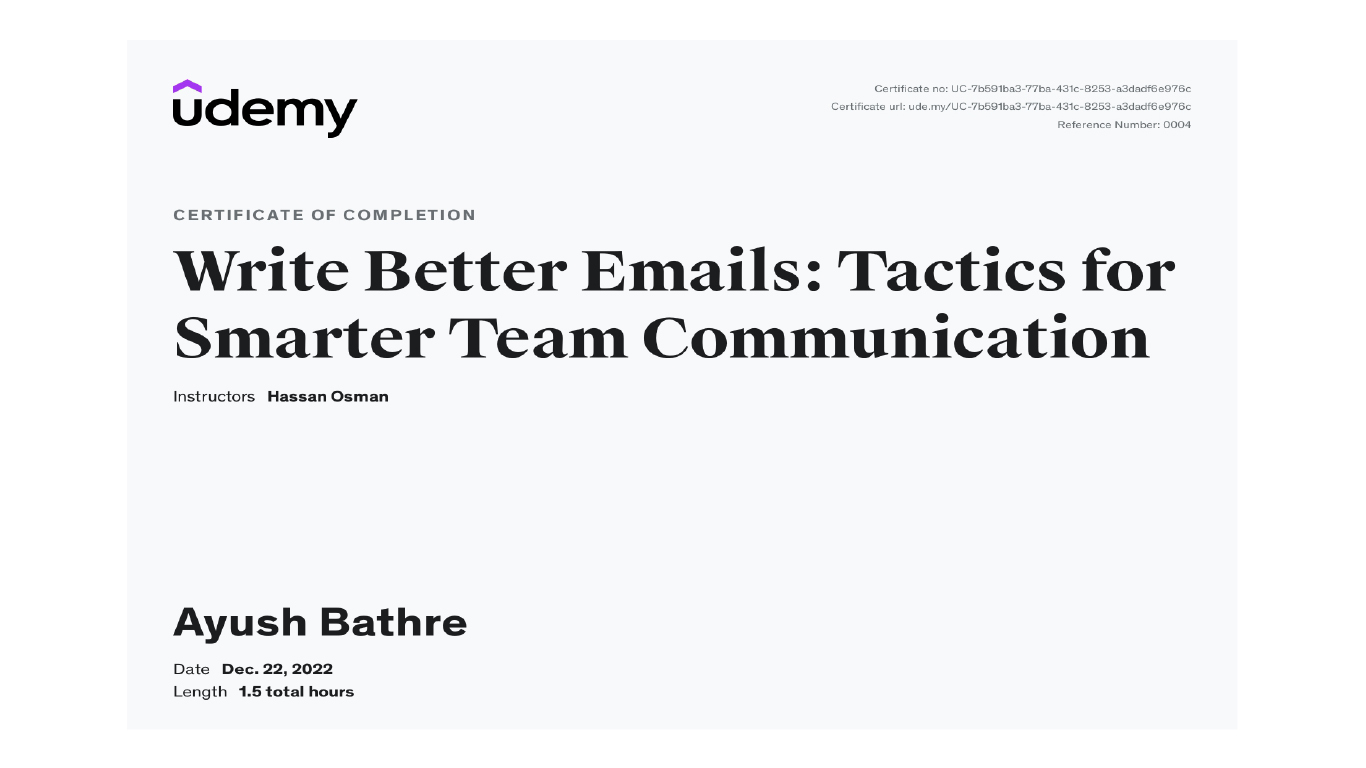 udemy
Certificate no: UC-7b591ba3-77ba-431c-8253-a3dadf6e976c
Certificate url: ude.my/UC-7b591ba3-77ba-431c-8253-a3dadf6e976c
Reference Number: 0004
CERTIFICATE OF COMPLETION
Write Better Emails: Tactics for
Smarter Team Communication
Instructors Hassan Osman
Ayush Bathre
Date Dec. 22, 2022
Length 1.5 total hours